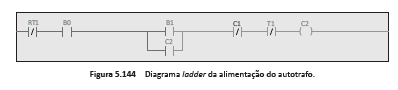 RT1 B0 B1 C1 T1 C2
C2
Figura 5.144 Diagrama ladder da alimentação do autotrafo.